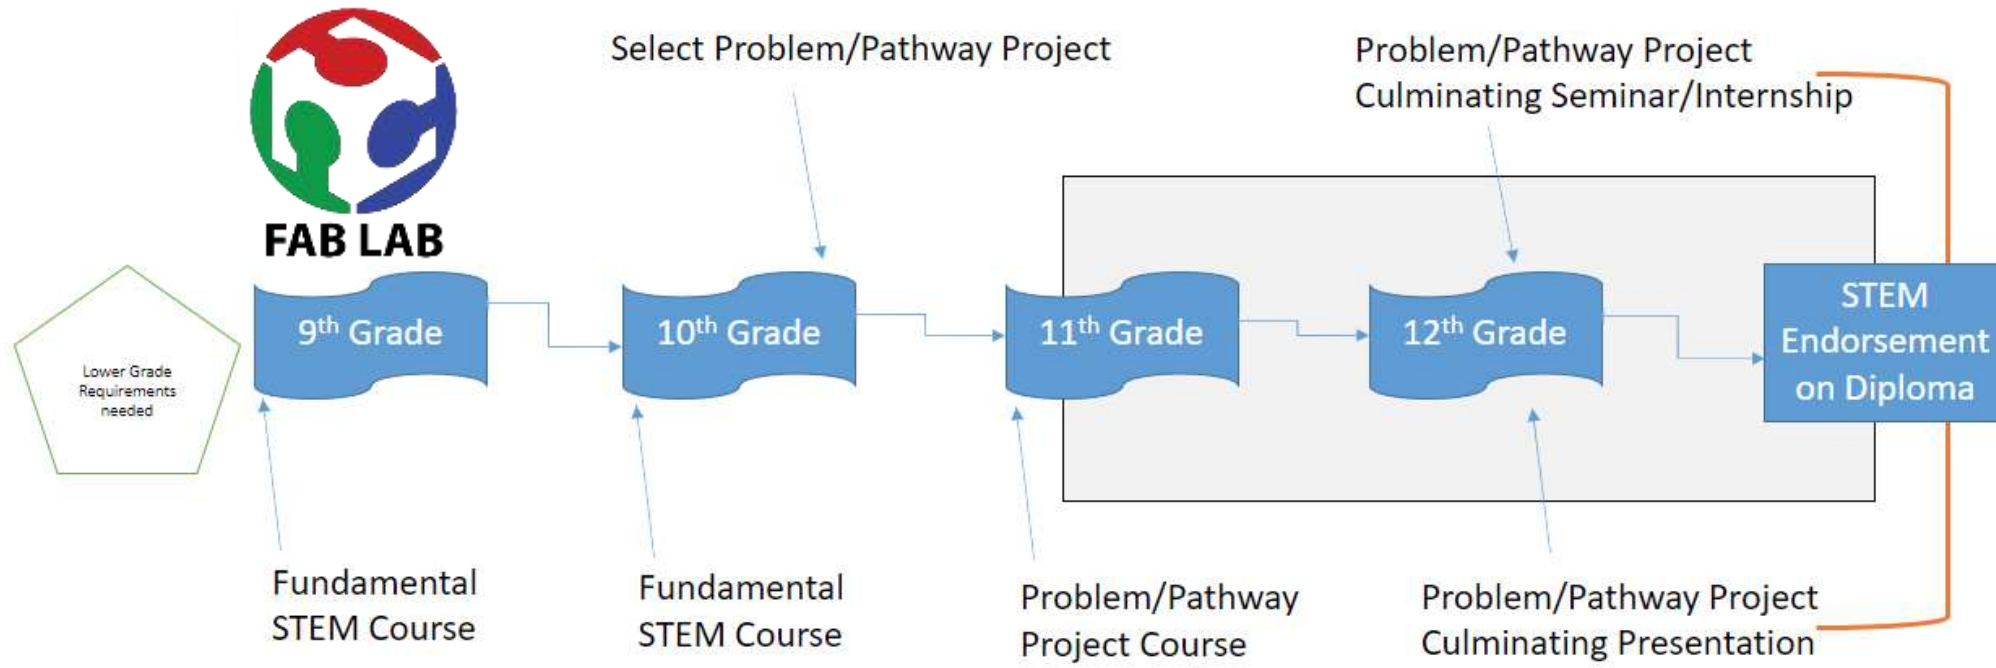 Select Problem/Pathway Project
Problem/Pathway Project
Culminating Seminar/Internship
FAB LAB
Lower Grade
Requirements
needed
9th Grade
10th Grade
11th Grade
12th Grade
STEM
Endorsement
on Diploma
Fundamental
STEM Course
Fundamental
STEM Course
Problem/Pathway
Project Course
Problem/Pathway Project
Culminating Presentation